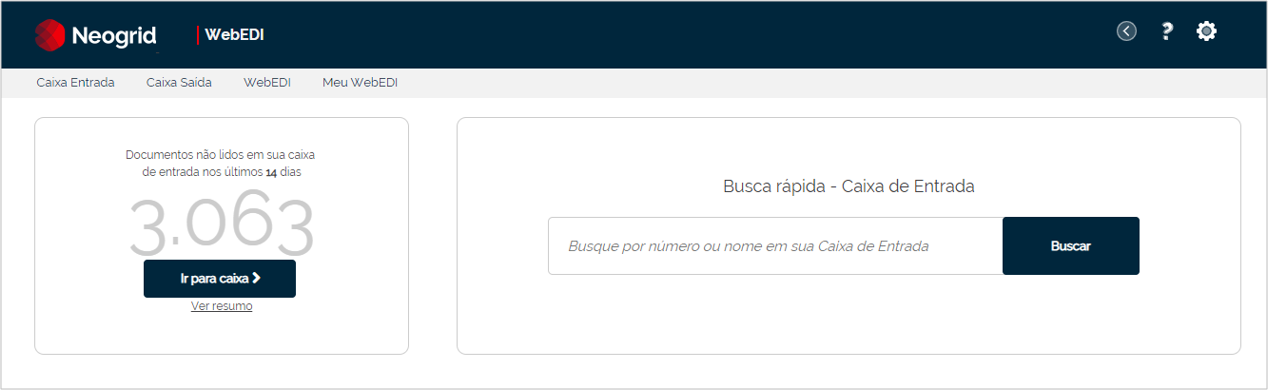 Neogrid
WebEDI
Caixa Entrada
Caixa Saída
WebEDI
Meu WebEDI
Documentos não lidos em sua caixa
de entrada nos últimos 14 dias
3.063
Ir para caixa
Ver resumo
Busca rápida - Caixa de Entrada
Busque por número ou nome em sua Caixa de Entrada
Buscar